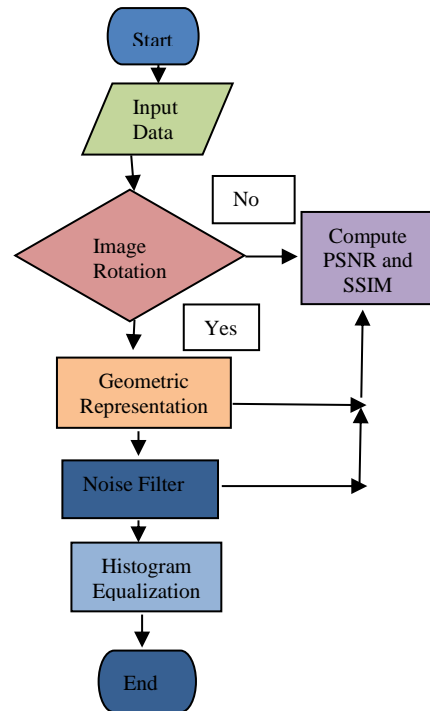 Start
Input
Data
No
Image
Rotation
Compute
PSNR and
SSIM
Yes
Geometric
Representation
Noise Filter
Histogram
Equalization
End